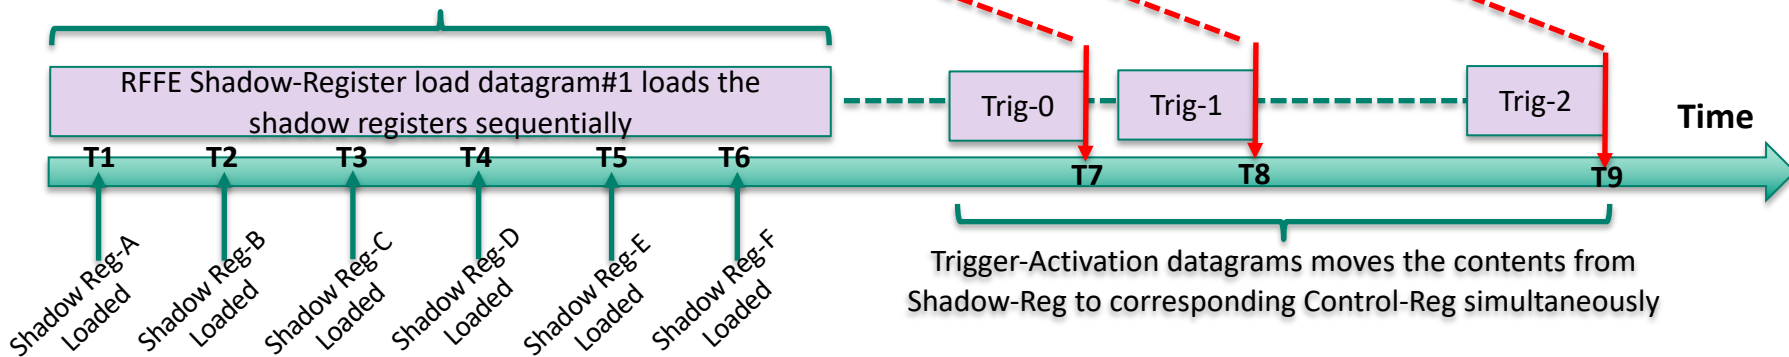 RFFE Shadow-Register load datagram#1 loads the
shadow registers sequentially
Trig-0
Trig-1
Trig-2
Time
T1
T2
T3
T4
T5
T6
T7
T8
T9
Shadow Reg-A
Loaded
Shadow Reg-B
Loaded
Shadow Reg-C
Loaded
Shadow Reg-D
Loaded
Shadow Reg-E
Loaded
Shadow Reg-F
Loaded
Trigger-Activation datagrams moves the contents from
Shadow-Reg to corresponding Control-Reg simultaneously